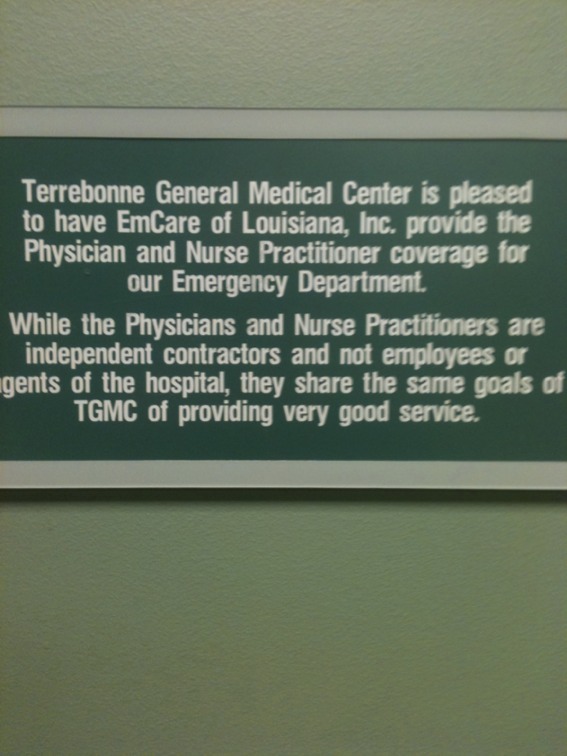 Terrebonne General Medical Center is pleased
to have EmCare of Louisiana, Inc. provide the
Physician and Nurse Practitioner coverage for
our Emergency Department.
While the Physicians and Nurse Practitioners are
independent contractors and not employees or
gents of the hospital, they share the same goals of
TGMC of providing very good service.